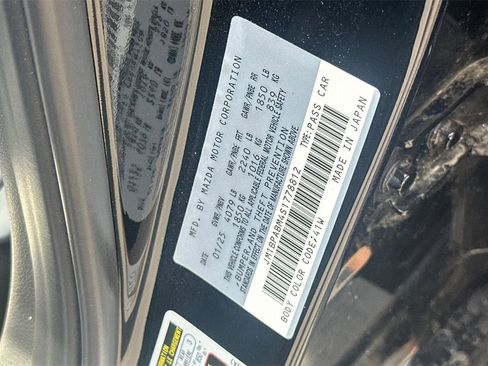 MFD. BY MAZDA MOTOR CORPORATION
DATE GVWR/PNBV GAWR/PNBE FRT GAWR/PNBE RR
01/25 4079 LB 2240 LB 1850 LB
1850 KG 1016 KG 839 KG
THIS VEHICLE CONFORMS TO ALL APPLICABLE FEDERAL MOTOR VEHICLE SAFETY
,BUMPER,AND THEFT PREVENTION
STANDARDS IN EFFECT ON THE DATE OF MANUFACTURE SHOWN ABOVE.
JM1BPABM4S1778812 TYPE:PASS CAR
BODY COLOR CODE:41W MADE IN JAPAN